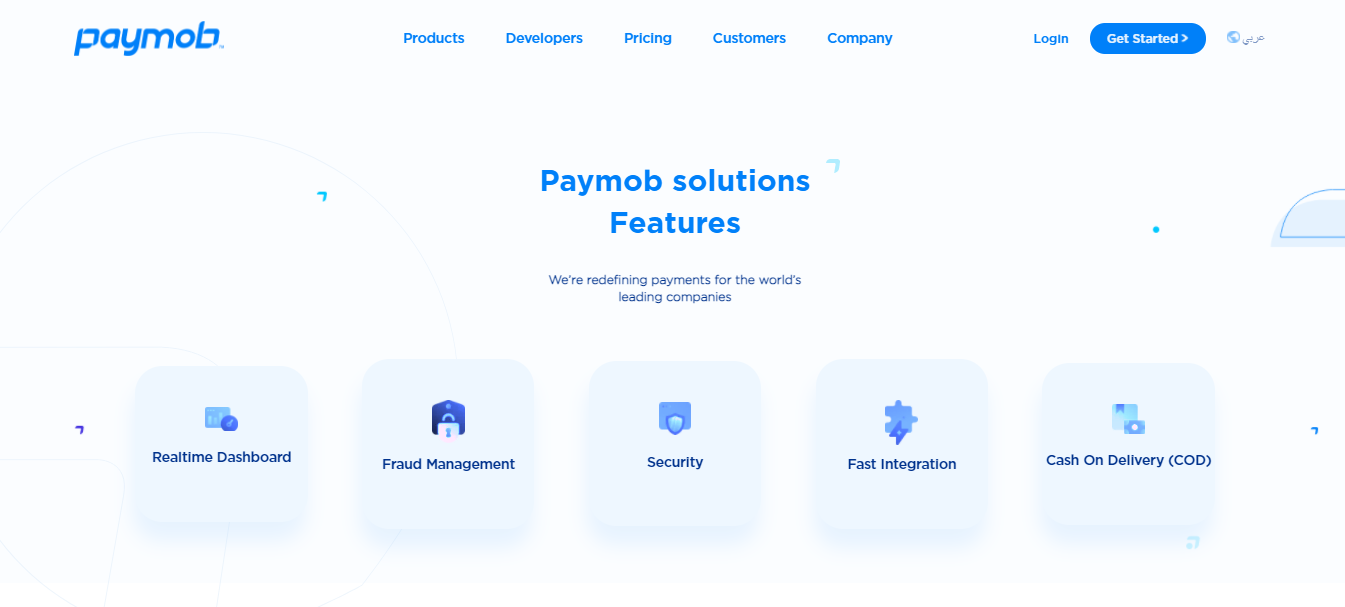 paymob™
Products Developers Pricing Customers Company
Login Get Started > عربي
Paymob solutions
Features
We're redefining payments for the world's
leading companies
Realtime Dashboard
Fraud Management
Security
Fast Integration
Cash On Delivery (COD)